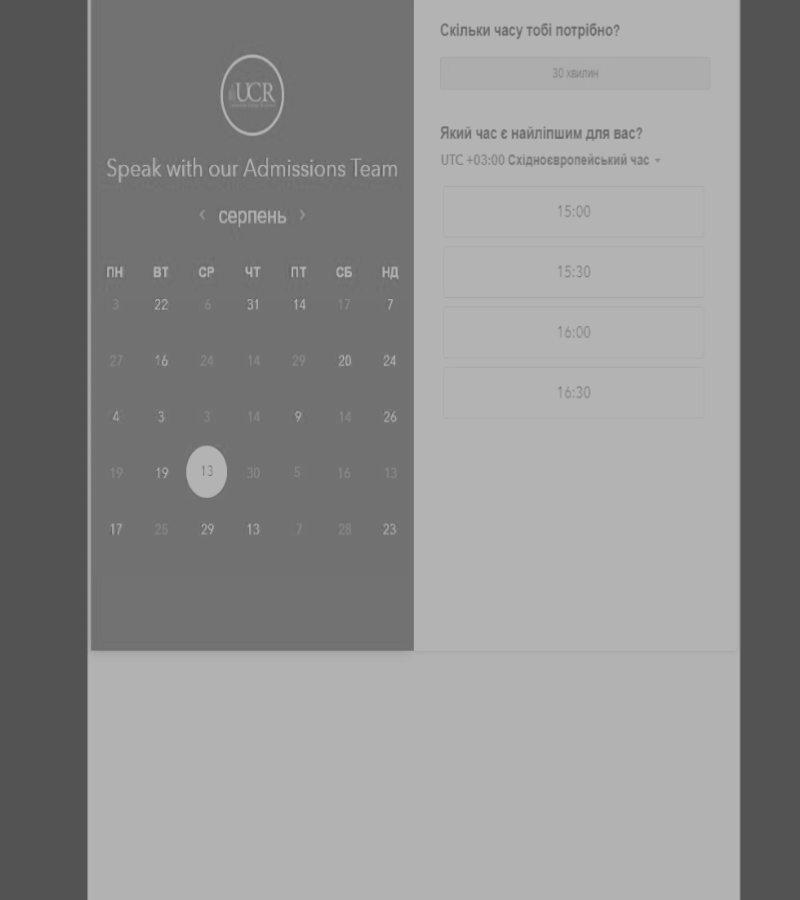 UCR
Speak with our Admissions Team
‹ серпень ›
ПН ВТ СР ЧТ ПТ СБ НД
3 22 6 31 14 17 7
27 16 24 14 29 20 24
4 3 3 14 9 14 26
19 19 13 30 5 16 13
17 25 29 13 7 28 23
Скільки часу тобі потрібно?
30 хвилин
Який час є найліпшим для вас?
UTC +03:00 Східноєвропейський час
15:00
15:30
16:00
16:30